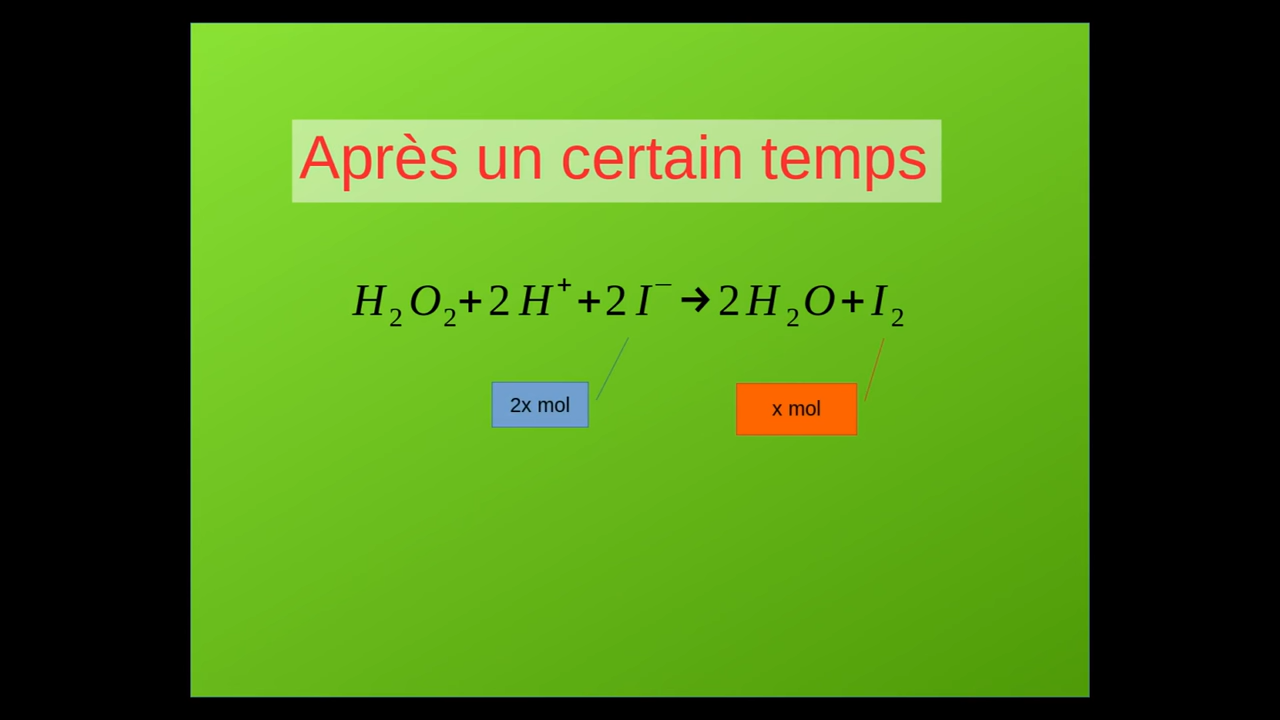 Après un certain temps
H₂O₂+2H⁺+2I⁻→2H₂O+I₂
2x mol
x mol